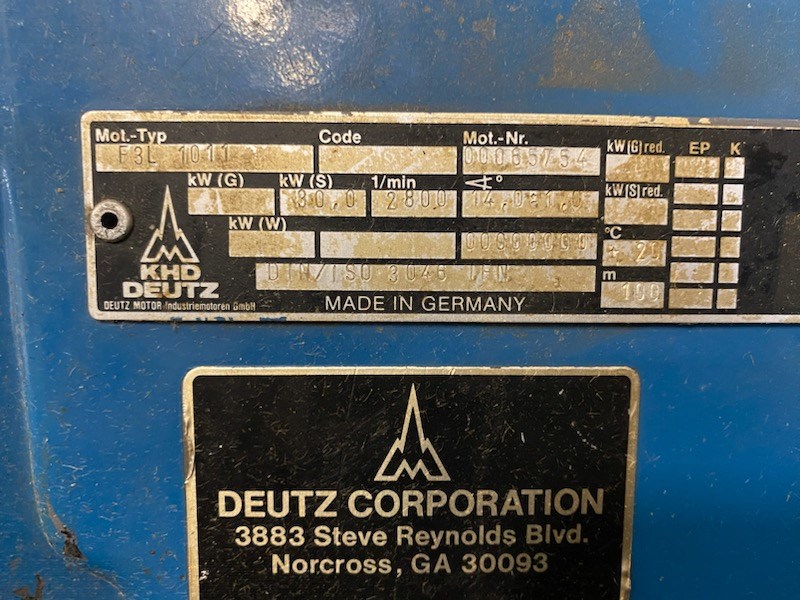 Mot.-Typ Code Mot.-Nr. kW (G) red. EP K
F3L 1011 00065754
kW (G) kW (S) 1/min ∢° kW (S) red.
30,0 2800
kW (W) °C
+ 25
KHD DIN/ISO 3046 IFN m
DEUTZ 100
DEUTZ MOTOR Industriemotoren GmbH MADE IN GERMANY
DEUTZ CORPORATION
3883 Steve Reynolds Blvd.
Norcross, GA 30093